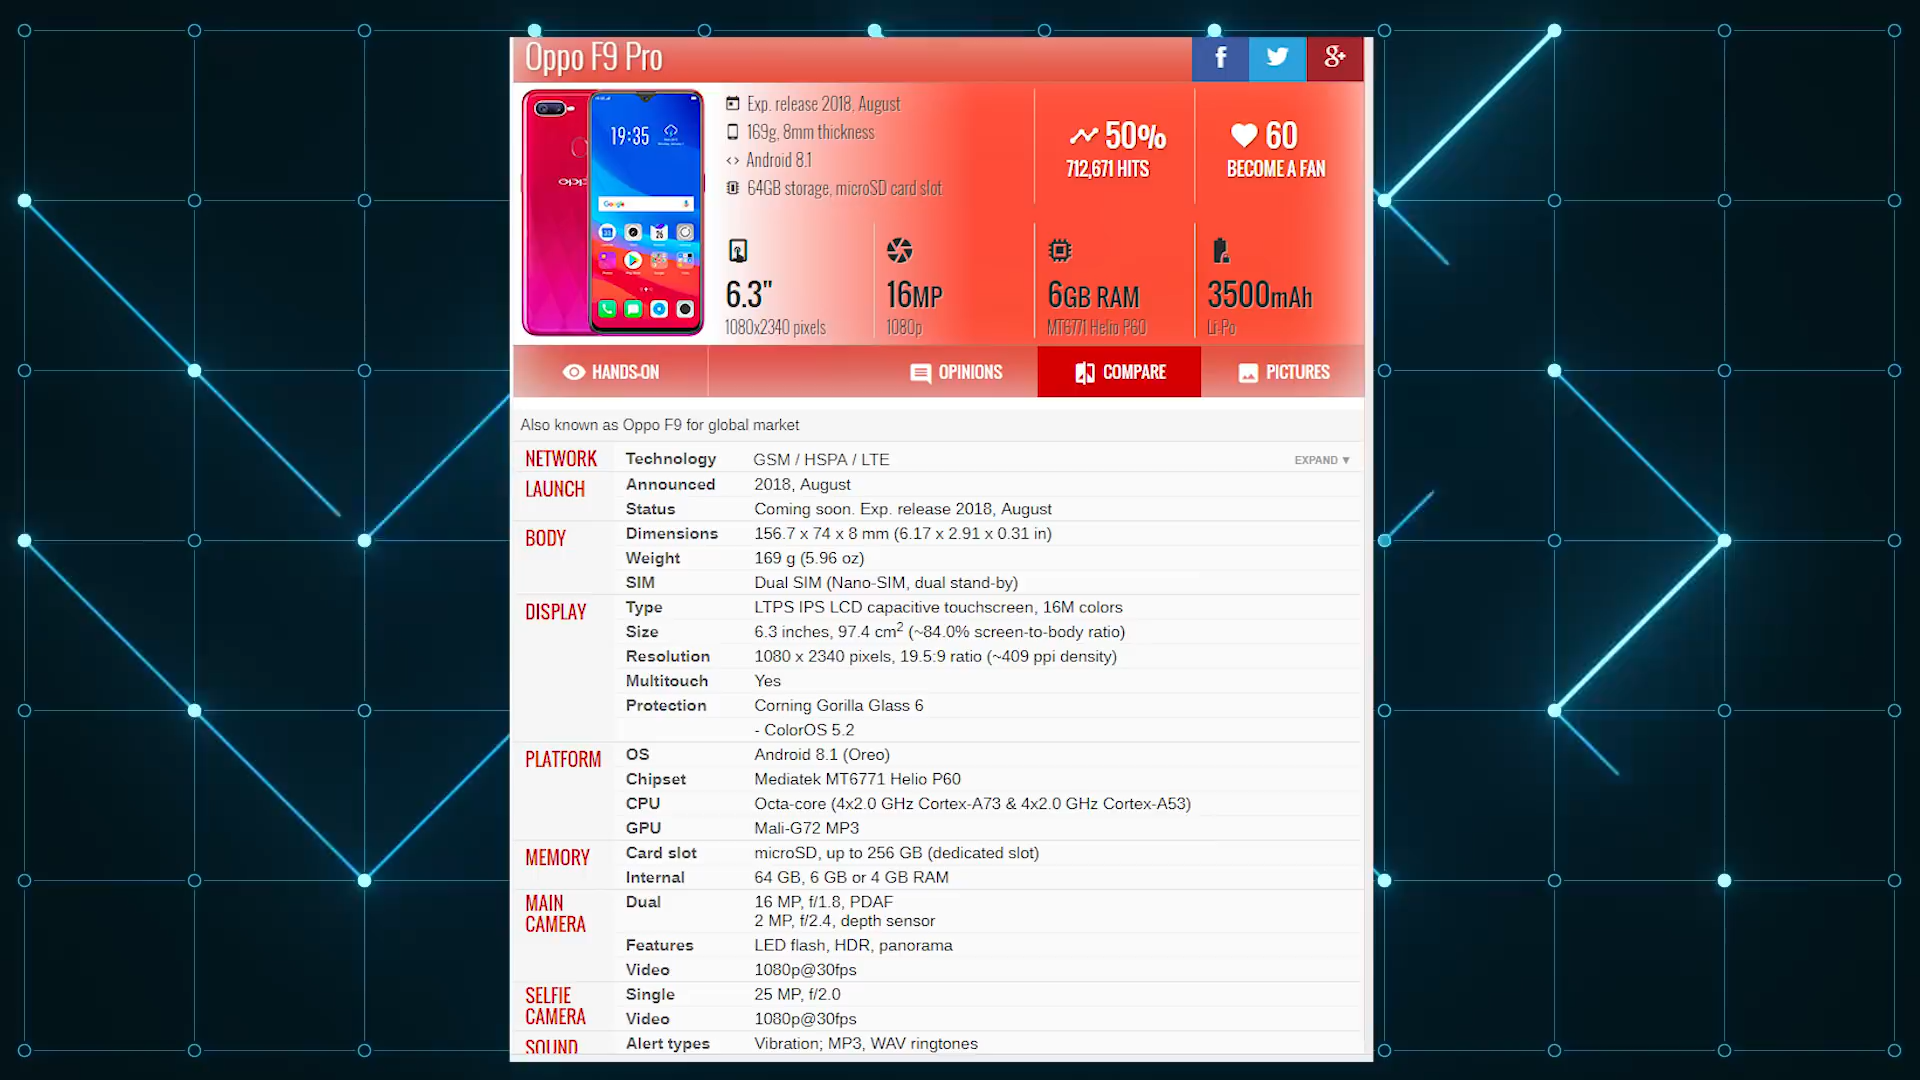 Oppo F9 Pro
f
g+
Exp. release 2018, August
169g, 8mm thickness
Android 8.1
64GB storage, microSD card slot
50%
712,671 HITS
60
BECOME A FAN
19:35
Google
6.3"
1080x2340 pixels
16MP
1080p
6GB RAM
MT6771 Helio P60
3500mAh
Li-Po
HANDS-ON
OPINIONS
COMPARE
PICTURES
Also known as Oppo F9 for global market
NETWORK Technology GSM / HSPA / LTE EXPAND ▼
LAUNCH Announced 2018, August
Status Coming soon. Exp. release 2018, August
BODY Dimensions 156.7 x 74 x 8 mm (6.17 x 2.91 x 0.31 in)
Weight 169 g (5.96 oz)
SIM Dual SIM (Nano-SIM, dual stand-by)
DISPLAY Type LTPS IPS LCD capacitive touchscreen, 16M colors
Size 6.3 inches, 97.4 cm2 (~84.0% screen-to-body ratio)
Resolution 1080 x 2340 pixels, 19.5:9 ratio (~409 ppi density)
Multitouch Yes
Protection Corning Gorilla Glass 6
- ColorOS 5.2
PLATFORM OS Android 8.1 (Oreo)
Chipset Mediatek MT6771 Helio P60
CPU Octa-core (4x2.0 GHz Cortex-A73 & 4x2.0 GHz Cortex-A53)
GPU Mali-G72 MP3
MEMORY Card slot microSD, up to 256 GB (dedicated slot)
Internal 64 GB, 6 GB or 4 GB RAM
MAIN CAMERA Dual 16 MP, f/1.8, PDAF
2 MP, f/2.4, depth sensor
Features LED flash, HDR, panorama
Video 1080p@30fps
SELFIE CAMERA Single 25 MP, f/2.0
Video 1080p@30fps
SOUND Alert types Vibration; MP3, WAV ringtones